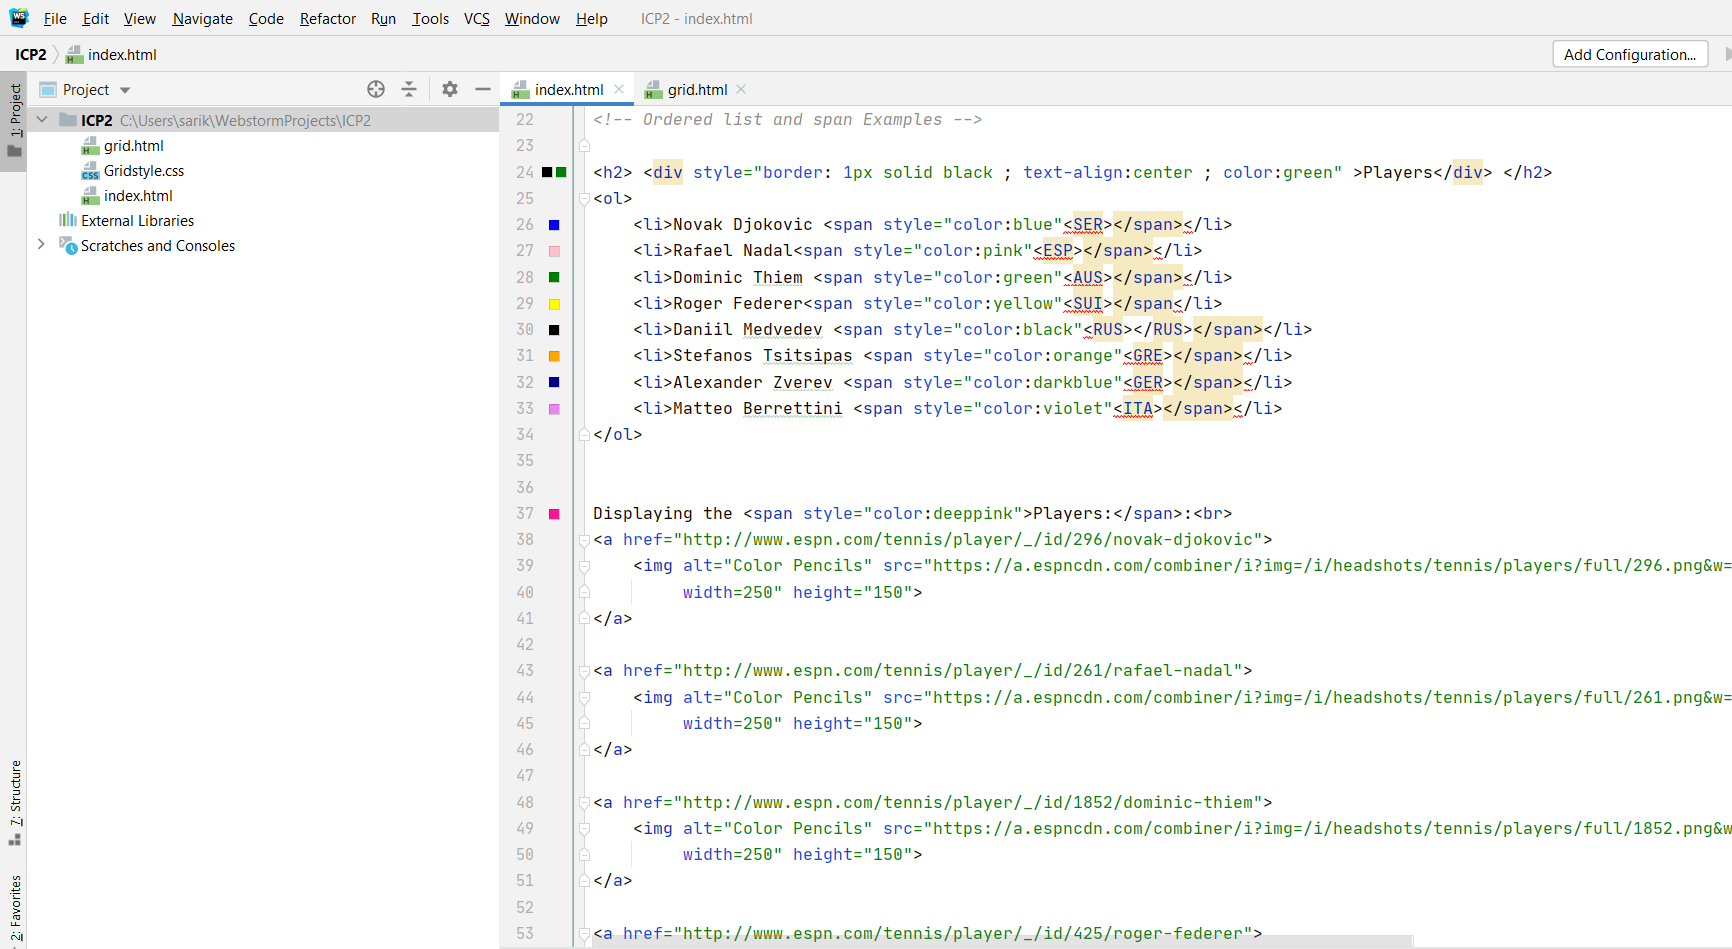 WS File Edit View Navigate Code Refactor Run Tools VCS Window Help ICP2 - index.html
ICP2 index.html Add Configuration...
1: Project
Project
index.html grid.html
ICP2 C:\Users\sarik\WebstormProjects\ICP2
grid.html
Gridstyle.css
index.html
External Libraries
Scratches and Consoles
7: Structure
2: Favorites
22 <!-- Ordered list and span Examples -->
23
24 <h2> <div style="border: 1px solid black ; text-align:center ; color:green" >Players</div> </h2>
25 <ol>
26 <li>Novak Djokovic <span style="color:blue"<SER></span></li>
27 <li>Rafael Nadal<span style="color:pink"<ESP></span></li>
28 <li>Dominic Thiem <span style="color:green"<AUS></span></li>
29 <li>Roger Federer<span style="color:yellow"<SUI></span</li>
30 <li>Daniil Medvedev <span style="color:black"<RUS></RUS></span></li>
31 <li>Stefanos Tsitsipas <span style="color:orange"<GRE></span></li>
32 <li>Alexander Zverev <span style="color:darkblue"<GER></span></li>
33 <li>Matteo Berrettini <span style="color:violet"<ITA></span></li>
34 </ol>
35
36
37 Displaying the <span style="color:deeppink">Players:</span>:<br>
38 <a href="http://www.espn.com/tennis/player/_/id/296/novak-djokovic">
39 <img alt="Color Pencils" src="https://a.espncdn.com/combiner/i?img=/i/headshots/tennis/players/full/296.png&w=
40 width=250" height="150">
41 </a>
42
43 <a href="http://www.espn.com/tennis/player/_/id/261/rafael-nadal">
44 <img alt="Color Pencils" src="https://a.espncdn.com/combiner/i?img=/i/headshots/tennis/players/full/261.png&w=
45 width=250" height="150">
46 </a>
47
48 <a href="http://www.espn.com/tennis/player/_/id/1852/dominic-thiem">
49 <img alt="Color Pencils" src="https://a.espncdn.com/combiner/i?img=/i/headshots/tennis/players/full/1852.png&w
50 width=250" height="150">
51 </a>
52
53 <a href="http://www.espn.com/tennis/player/_/id/425/roger-federer">